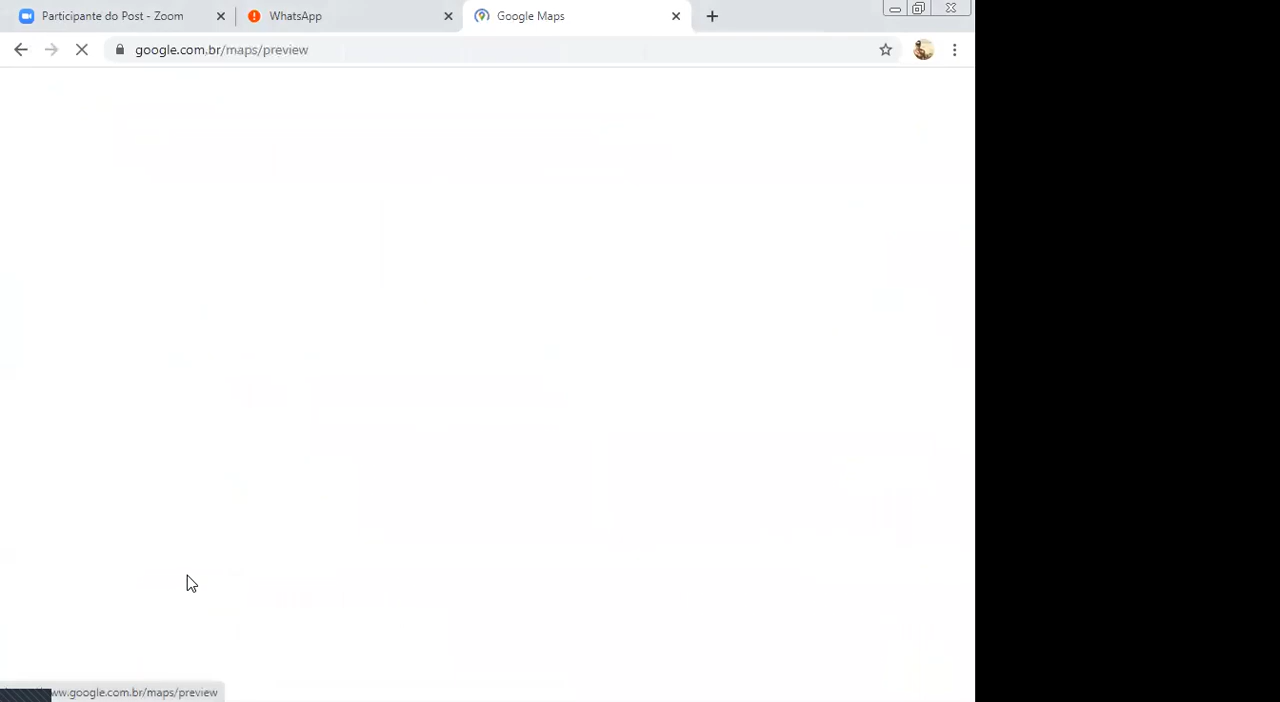 Participante do Post - Zoom
WhatsApp
Google Maps
google.com.br/maps/preview
ww.google.com.br/maps/preview